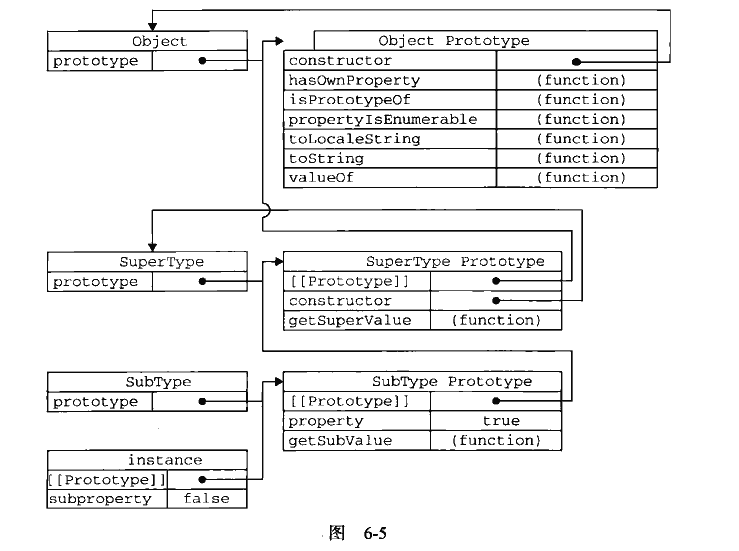 Object
prototype
Object Prototype
constructor
hasOwnProperty (function)
isPrototypeOf (function)
propertyIsEnumerable (function)
toLocaleString (function)
toString (function)
valueOf (function)
SuperType
prototype
SuperType Prototype
[[Prototype]]
constructor
getSuperValue (function)
SubType
prototype
SubType Prototype
[[Prototype]]
property true
getSubValue (function)
instance
[[Prototype]]
subproperty false
图 6-5